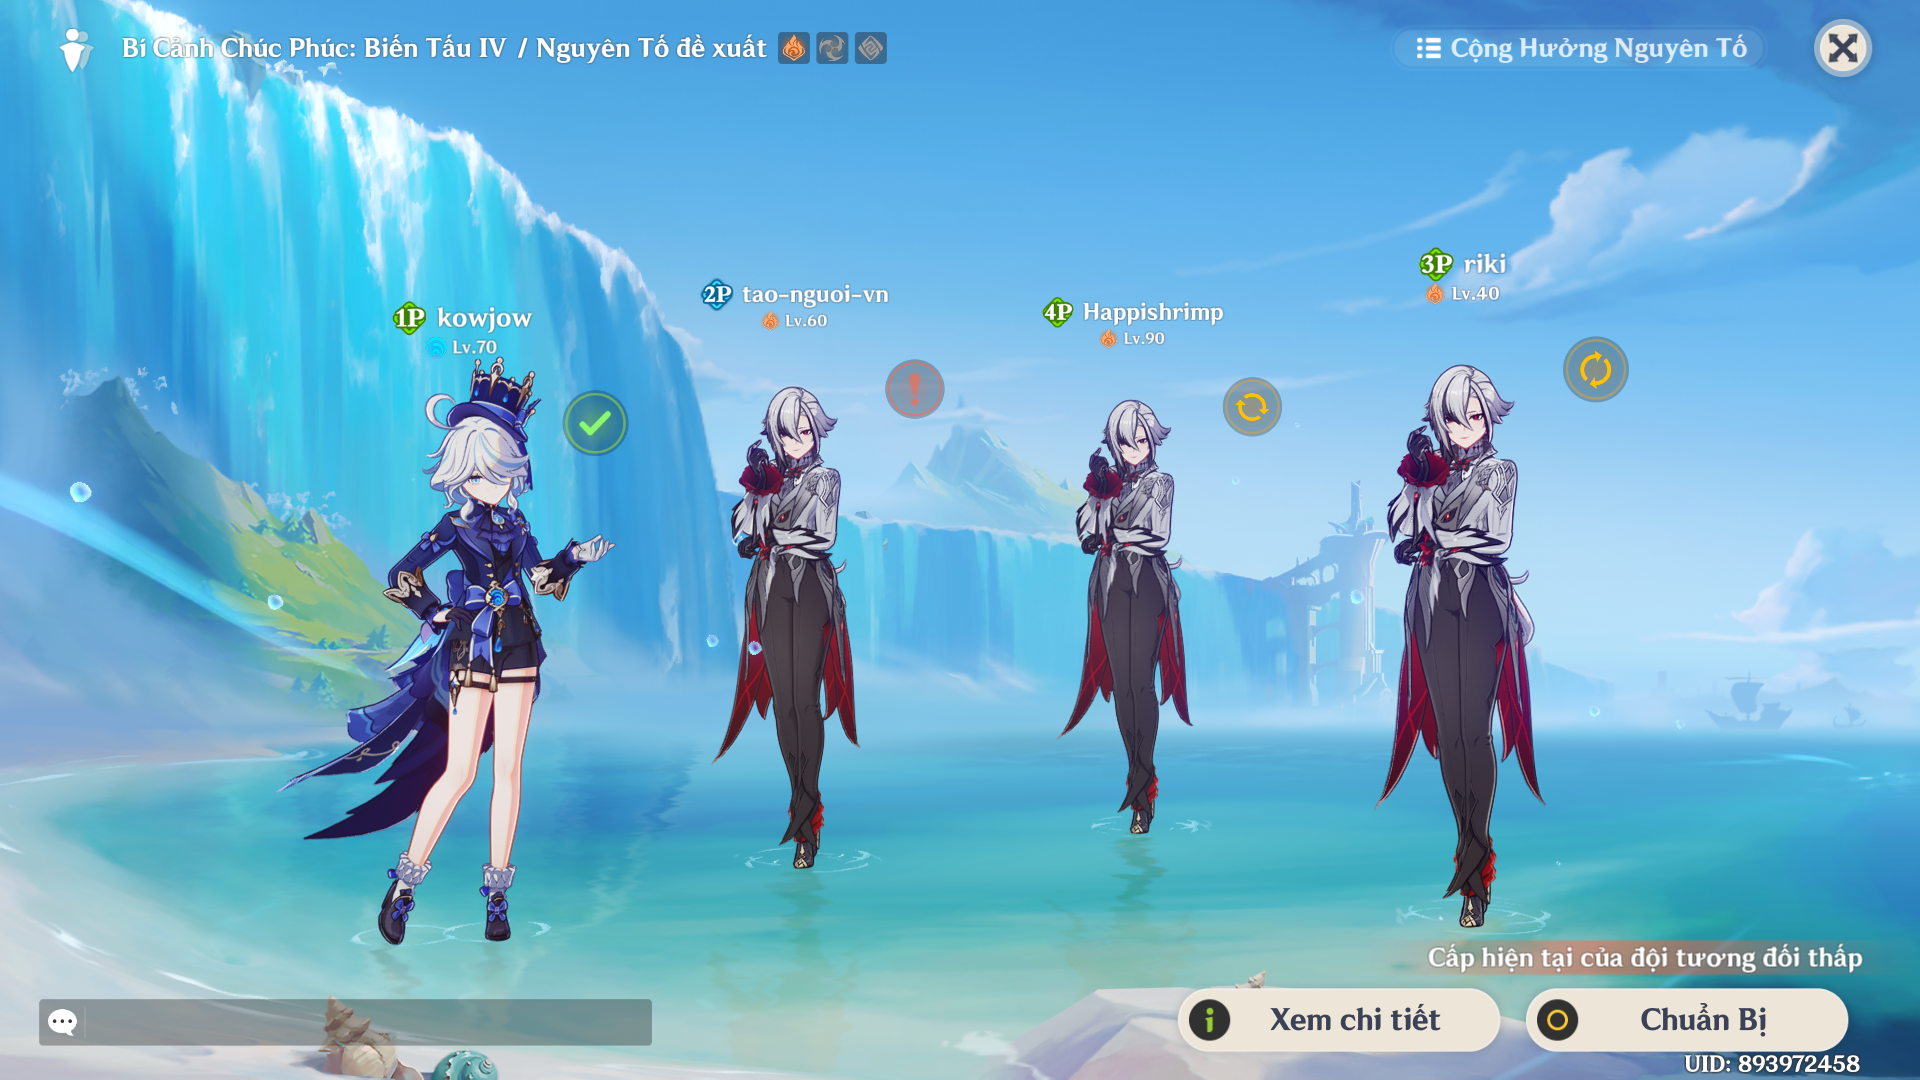 Bí Cảnh Chúc Phúc: Biến Tấu IV / Nguyên Tố đề xuất
Cộng Hưởng Nguyên Tố
1P kowjow
Lv.70
2P tao-nguoi-vn
Lv.60
4P Happishrimp
Lv.90
3P riki
Lv.40
Cấp hiện tại của đội tương đối thấp
Xem chi tiết
Chuẩn Bị
UID: 893972458